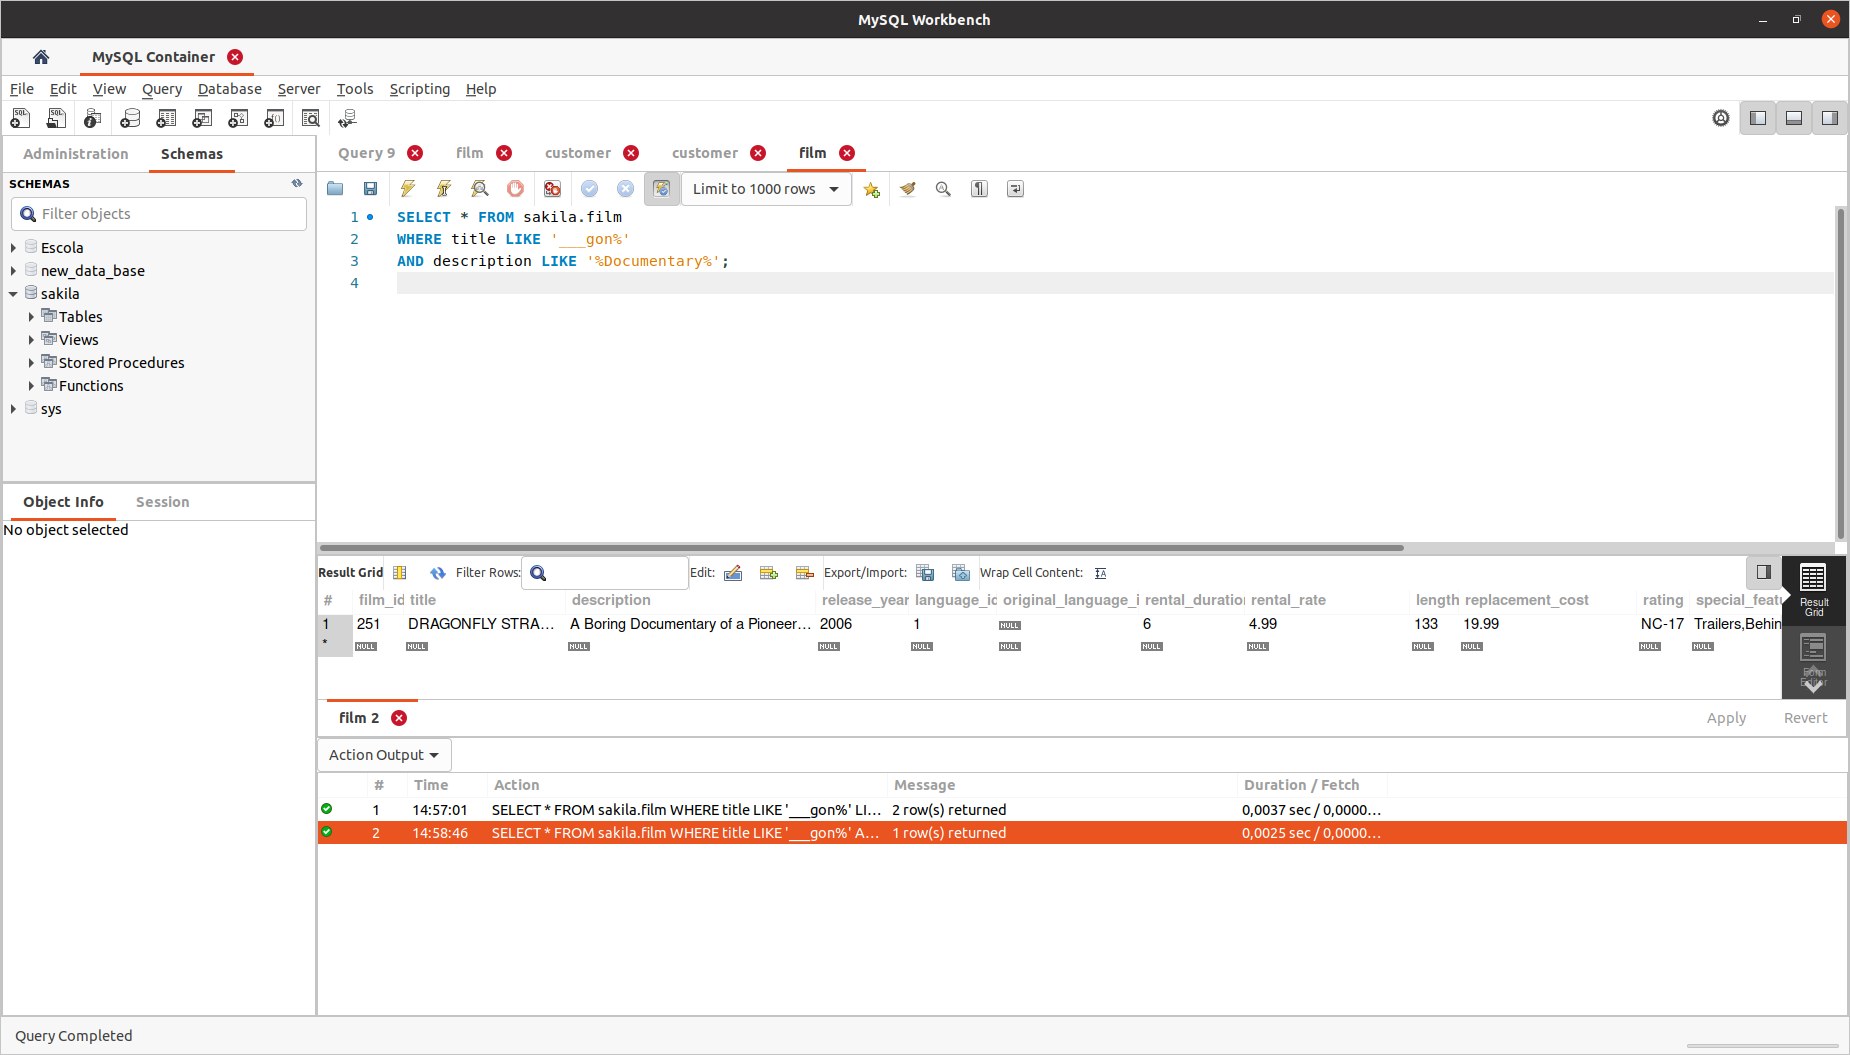 MySQL Workbench
MySQL Container
File Edit View Query Database Server Tools Scripting Help
Administration Schemas
SCHEMAS
Filter objects
Escola
new_data_base
sakila
Tables
Views
Stored Procedures
Functions
sys
Object Info Session
No object selected
Query 9 film customer customer film
Limit to 1000 rows
1 SELECT * FROM sakila.film
2 WHERE title LIKE '___gon%'
3 AND description LIKE '%Documentary%';
4
Result Grid Filter Rows: Edit: Export/Import: Wrap Cell Content:
# film_id title description release_year language_id original_language_i rental_duration rental_rate length replacement_cost rating special_featu
1 251 DRAGONFLY STRA... A Boring Documentary of a Pioneer... 2006 1 NULL 6 4.99 133 19.99 NC-17 Trailers,Behin
* NULL NULL NULL NULL NULL NULL NULL NULL NULL NULL NULL NULL
Result
Grid
Form
Editor
film 2
Apply Revert
Action Output
# Time Action Message Duration / Fetch
1 14:57:01 SELECT * FROM sakila.film WHERE title LIKE '___gon%' LI... 2 row(s) returned 0,0037 sec / 0,0000...
2 14:58:46 SELECT * FROM sakila.film WHERE title LIKE '___gon%' A... 1 row(s) returned 0,0025 sec / 0,0000...
Query Completed